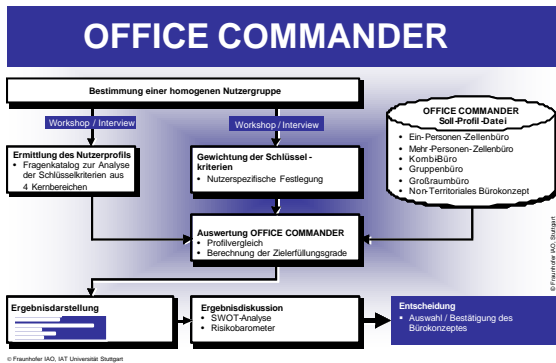 OFFICE COMMANDER
Bestimmung einer homogenen Nutzergruppe
Workshop / Interview
Workshop / Interview
OFFICE COMMANDER
Soll-Profil-Datei
• Ein-Personen-Zellenbüro
• Mehr-Personen-Zellenbüro
• KombiBüro
• Gruppenbüro
• Großraumbüro
• Non-Territoriales Bürokonzept
Ermittlung des Nutzerprofils
• Fragenkatalog zur Analyse
der Schlüsselkriterien aus
4 Kernbereichen
Gewichtung der Schlüssel-
kriterien
• Nutzerspezifische Festlegung
Auswertung OFFICE COMMANDER
• Profilvergleich
• Berechnung der Zielerfüllungsgrade
Ergebnisdarstellung
Ergebnisdiskussion
• SWOT-Analyse
• Risikobarometer
Entscheidung
• Auswahl / Bestätigung des
Bürokonzeptes
© Fraunhofer IAO, Stuttgart
© Fraunhofer IAO, IAT Universität Stuttgart